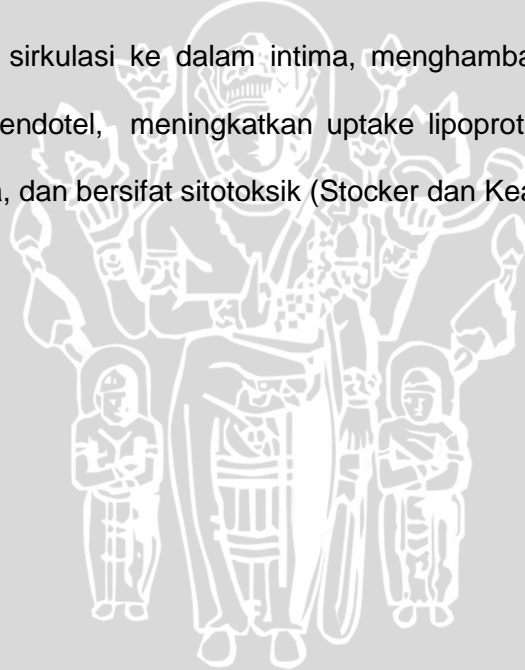 sirkulasi ke dalam intima, menghamba
endotel, meningkatkan uptake lipoprot
, dan bersifat sitotoksik (Stocker dan Kea